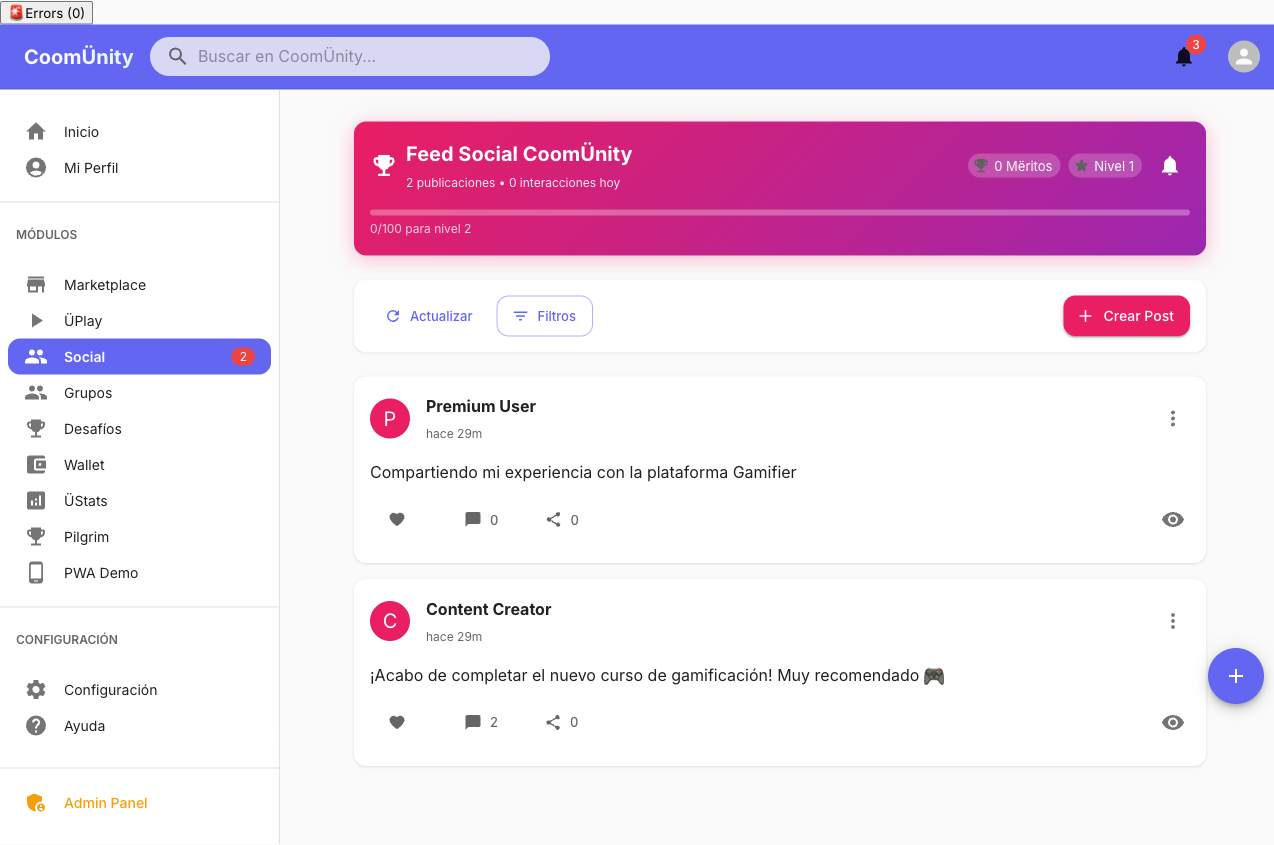 🚨Errors (0)
CoomÜnity
Buscar en CoomÜnity...
3
Inicio
Mi Perfil
MÓDULOS
Marketplace
ÜPlay
Social 2
Grupos
Desafíos
Wallet
ÜStats
Pilgrim
PWA Demo
CONFIGURACIÓN
Configuración
Ayuda
Admin Panel
Feed Social CoomÜnity
2 publicaciones • 0 interacciones hoy
0 Mëritos
Nivel 1
0/100 para nivel 2
Actualizar
Filtros
Crear Post
P
Premium User
hace 29m
Compartiendo mi experiencia con la plataforma Gamifier
0 0
C
Content Creator
hace 29m
¡Acabo de completar el nuevo curso de gamificación! Muy recomendado 🎮
2 0